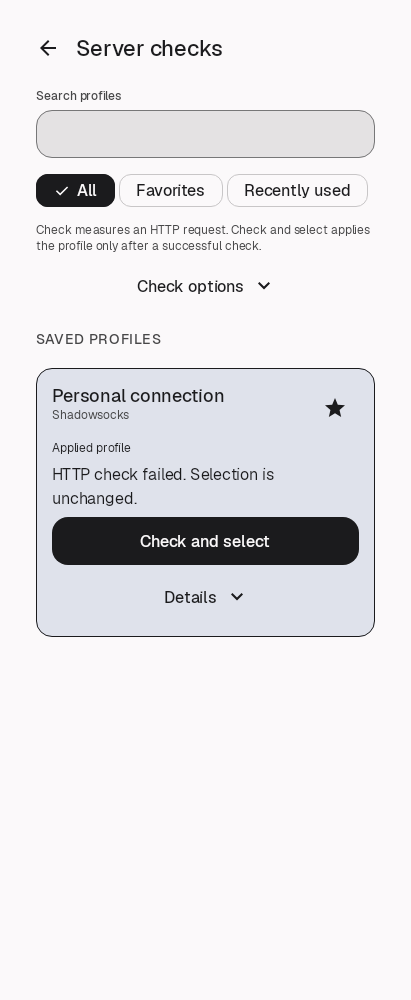 Server checks
Search profiles
All
Favorites
Recently used
Check measures an HTTP request. Check and select applies
the profile only after a successful check.
Check options
SAVED PROFILES
Personal connection
Shadowsocks
Applied profile
HTTP check failed. Selection is
unchanged.
Check and select
Details